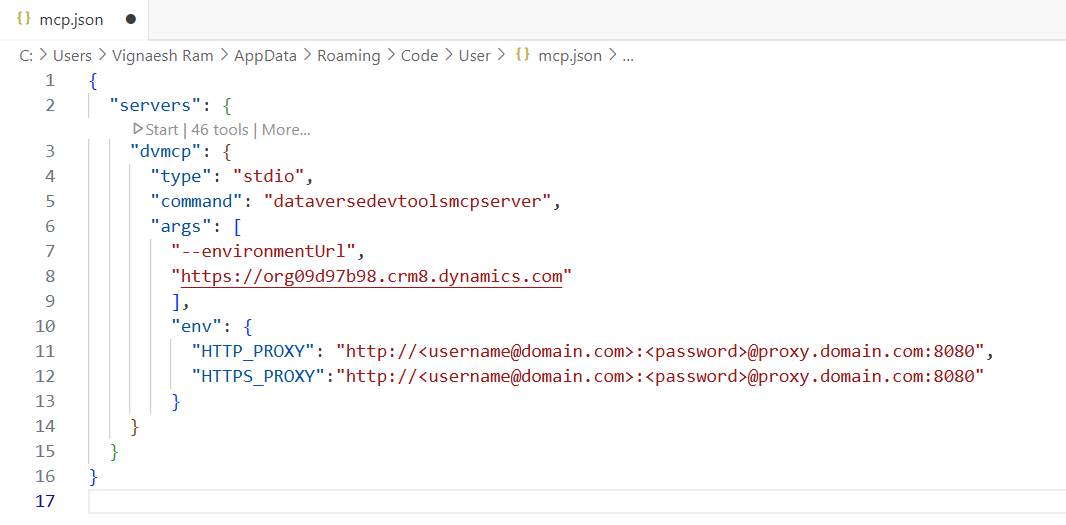 {} mcp.json ●
C: > Users > Vignaesh Ram > AppData > Roaming > Code > User > {} mcp.json > ...
1 {
2 "servers": {
Start | 46 tools | More...
3 "dvmcp": {
4 "type": "stdio",
5 "command": "dataversedevtoolsmcpserver",
6 "args": [
7 "--environmentUrl",
8 "https://org09d97b98.crm8.dynamics.com"
9 ],
10 "env": {
11 "HTTP_PROXY": "http://<username@domain.com>:<password>@proxy.domain.com:8080",
12 "HTTPS_PROXY":"http://<username@domain.com>:<password>@proxy.domain.com:8080"
13 }
14 }
15 }
16 }
17